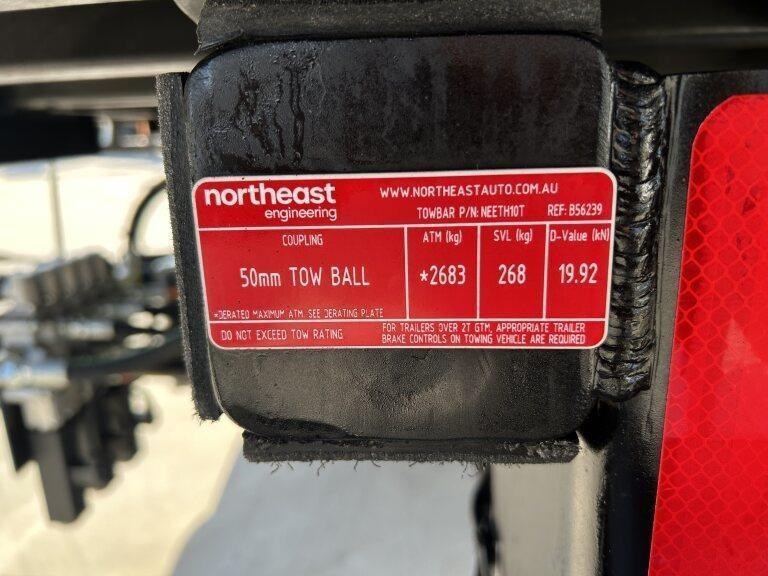 northeast
engineering
WWW.NORTHEASTAUTO.COM.AU
TOWBAR P/N: NEETH10T REF: B56239
COUPLING
50mm TOW BALL
*DERATED MAXIMUM ATM. SEE DERATING PLATE
ATM (kg)
*2683
SVL (kg)
268
D-Value (kN)
19.92
DO NOT EXCEED TOW RATING
FOR TRAILERS OVER 2T GTM, APPROPRIATE TRAILER
BRAKE CONTROLS ON TOWING VEHICLE ARE REQUIRED